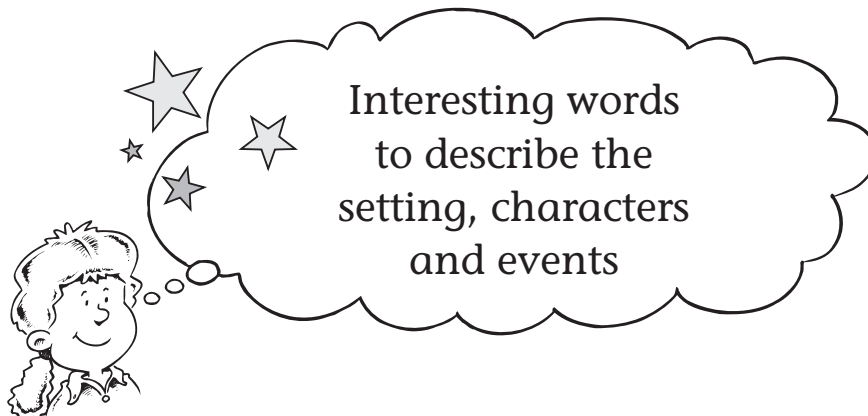 Interesting words
to describe the
setting, characters
and events